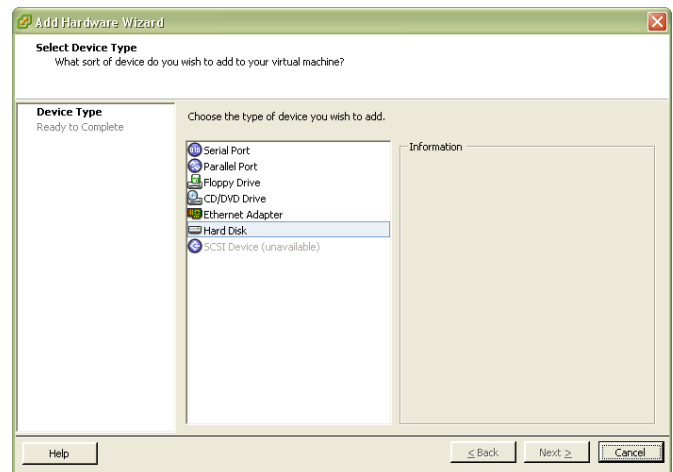 Add Hardware Wizard
Select Device Type
What sort of device do you wish to add to your virtual machine?
Device Type
Ready to Complete
Choose the type of device you wish to add.
Serial Port
Parallel Port
Floppy Drive
CD/DVD Drive
Ethernet Adapter
Hard Disk
SCSI Device (unavailable)
Information
Help
< Back
Next >
Cancel